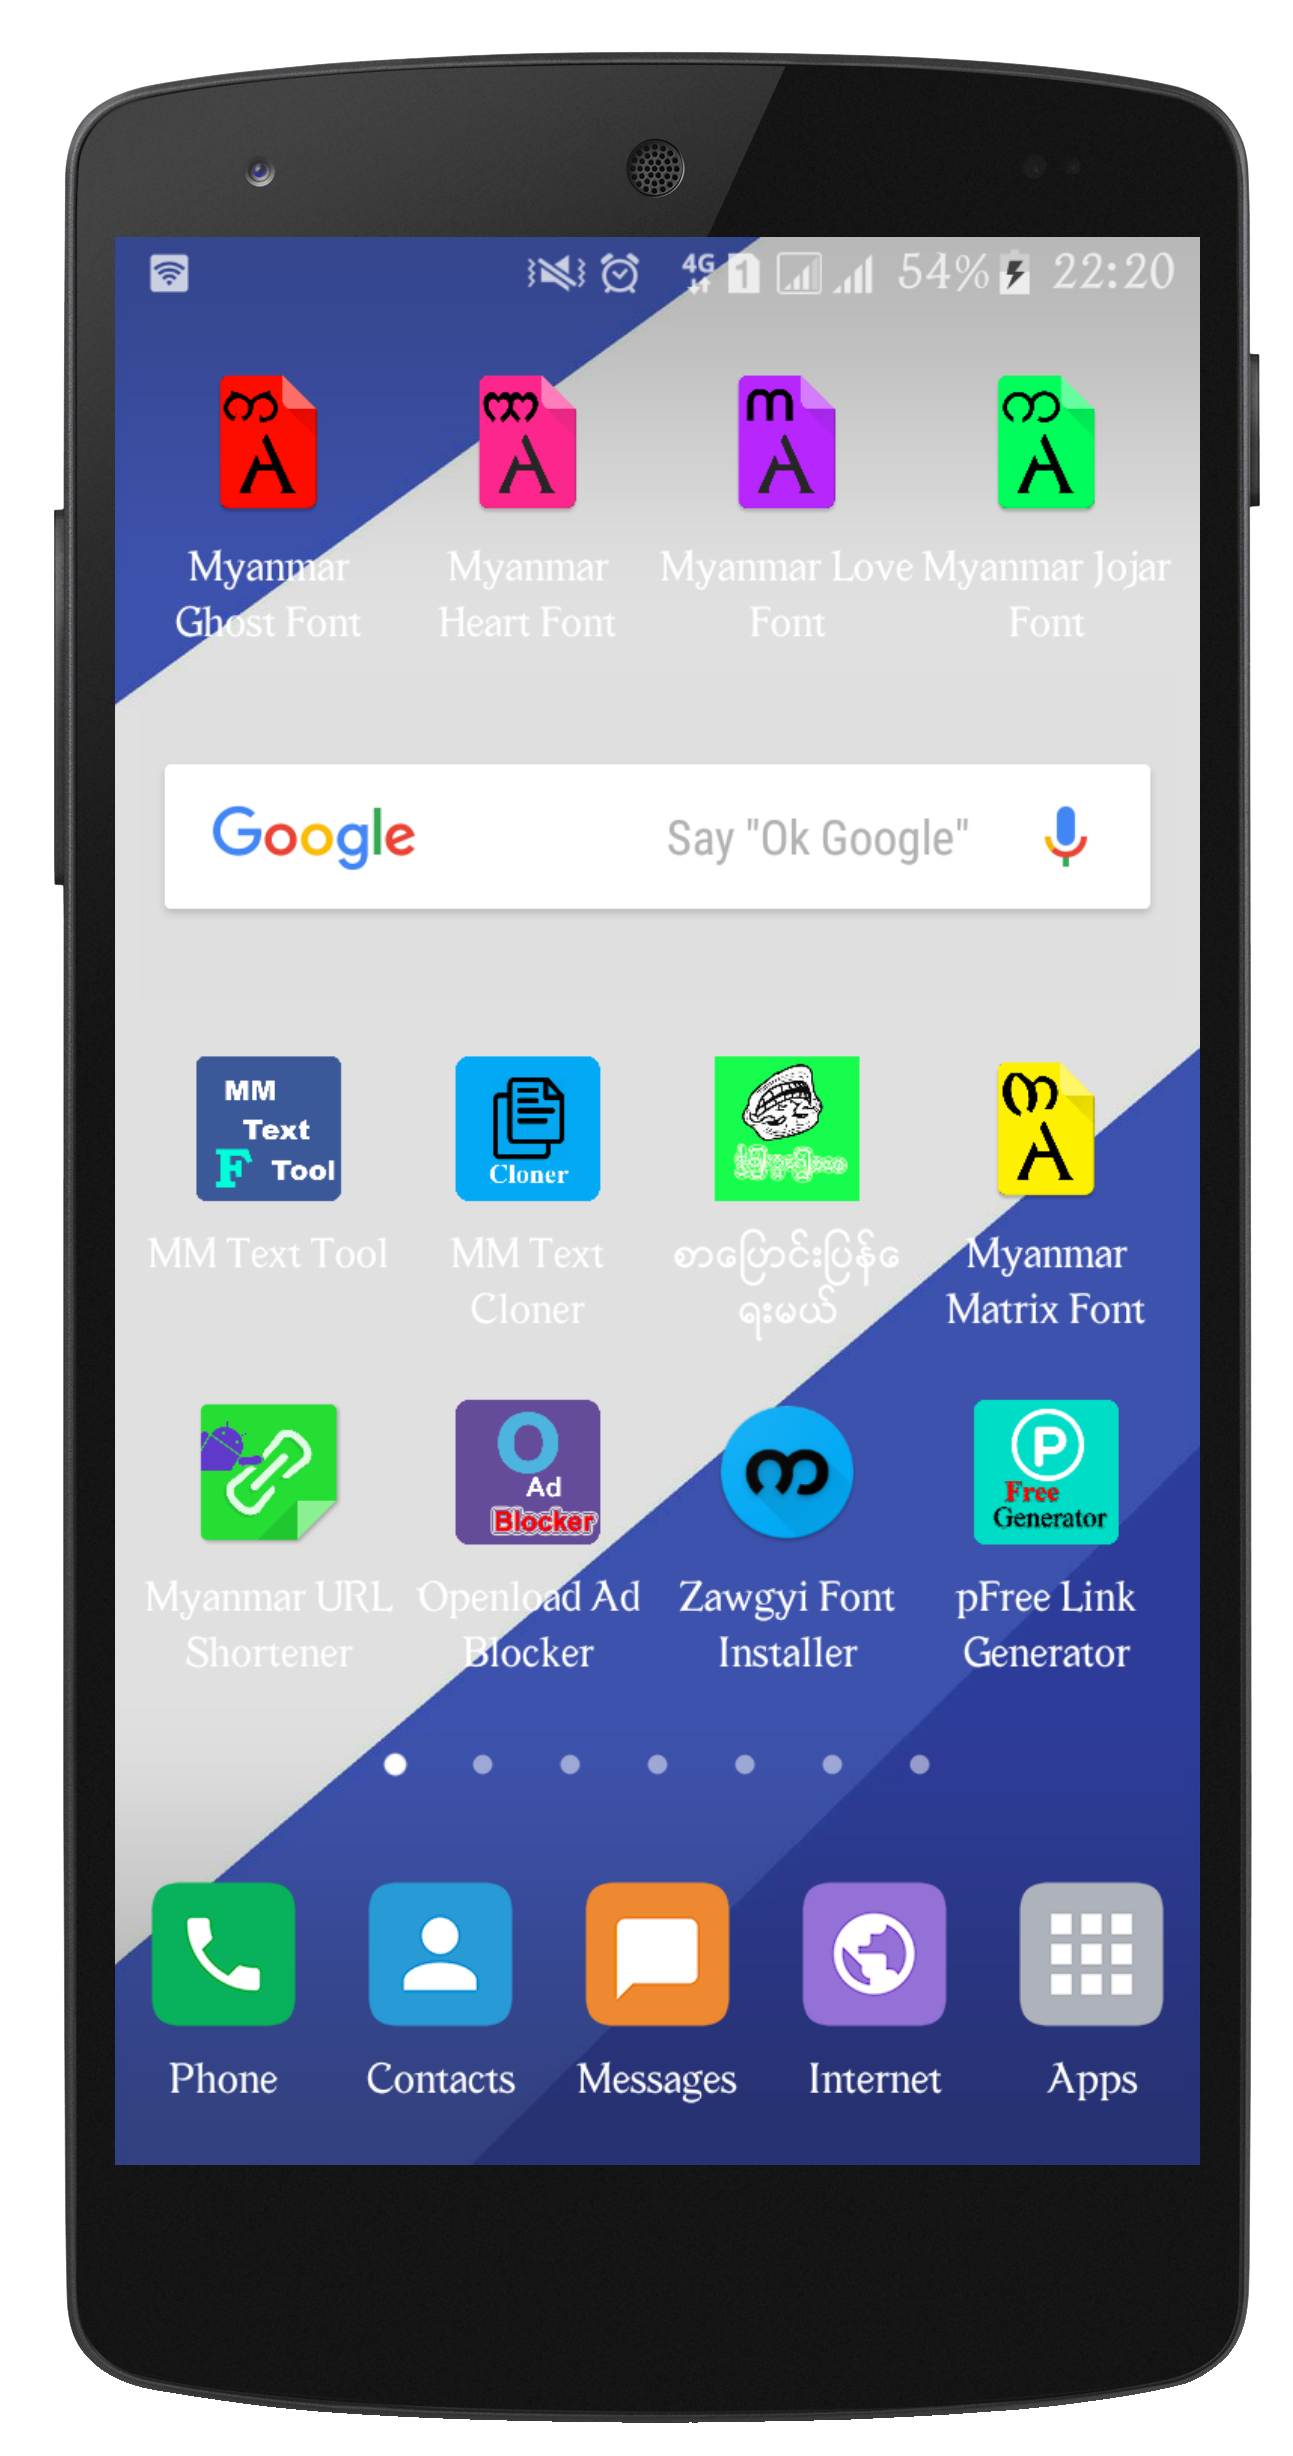 4G 1 54% 22:20
က A
က A
m A
က A
Myanmar
Ghost Font
Myanmar
Heart Font
Myanmar Love
Font
Myanmar Jojar
Font
Google Say "Ok Google"
MM
Text
F Tool
Cloner
က A
MM Text Tool
MM Text
Cloner
စာပြောင်းပြန်ေ
ရးမယ်
Myanmar
Matrix Font
O
Ad
Blocker
က
P
Free
Generator
Myanmar URL
Shortener
Openload Ad
Blocker
Zawgyi Font
Installer
pFree Link
Generator
Phone
Contacts
Messages
Internet
Apps